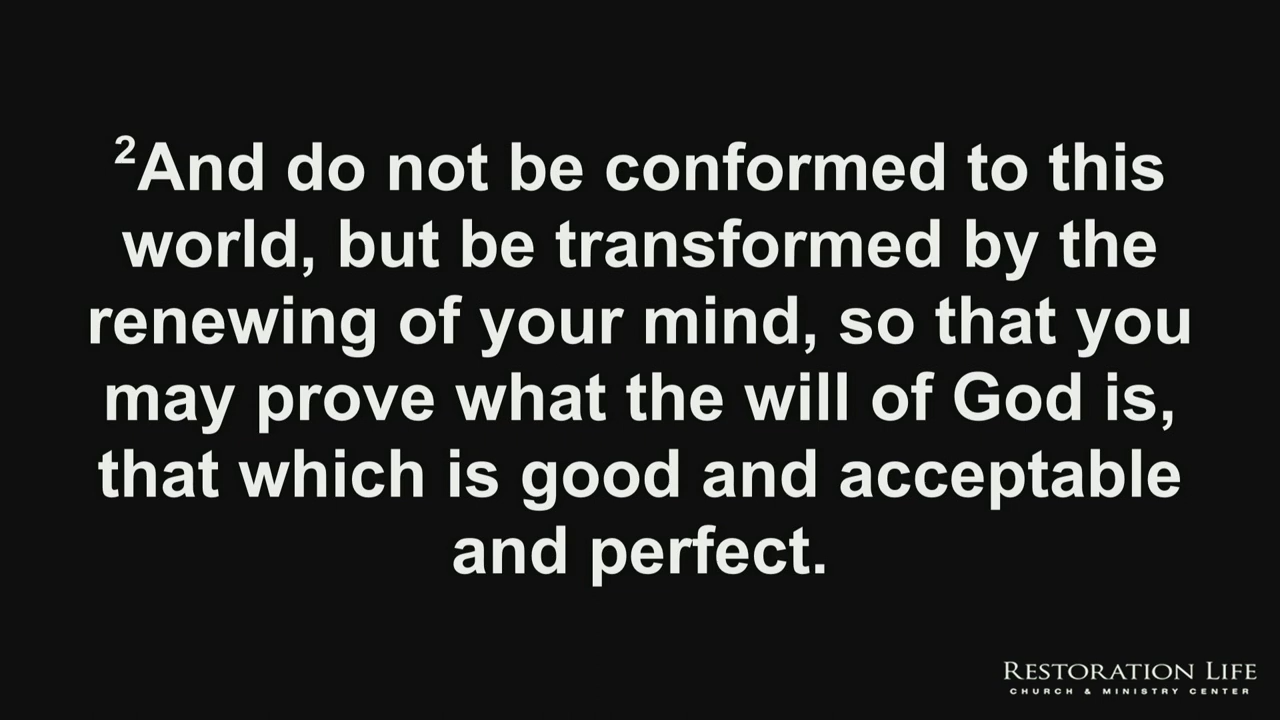 ²And do not be conformed to this
world, but be transformed by the
renewing of your mind, so that you
may prove what the will of God is,
that which is good and acceptable
and perfect.
RESTORATION LIFE
CHURCH & MINISTRY CENTER